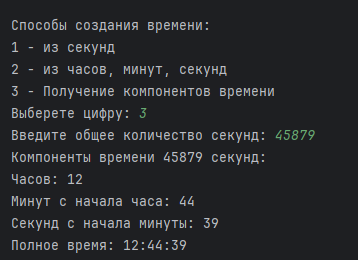 Способы создания времени:
1 - из секунд
2 - из часов, минут, секунд
3 - Получение компонентов времени
Выберете цифру: 3
Введите общее количество секунд: 45879
Компоненты времени 45879 секунд:
Часов: 12
Минут с начала часа: 44
Секунд с начала минуты: 39
Полное время: 12:44:39